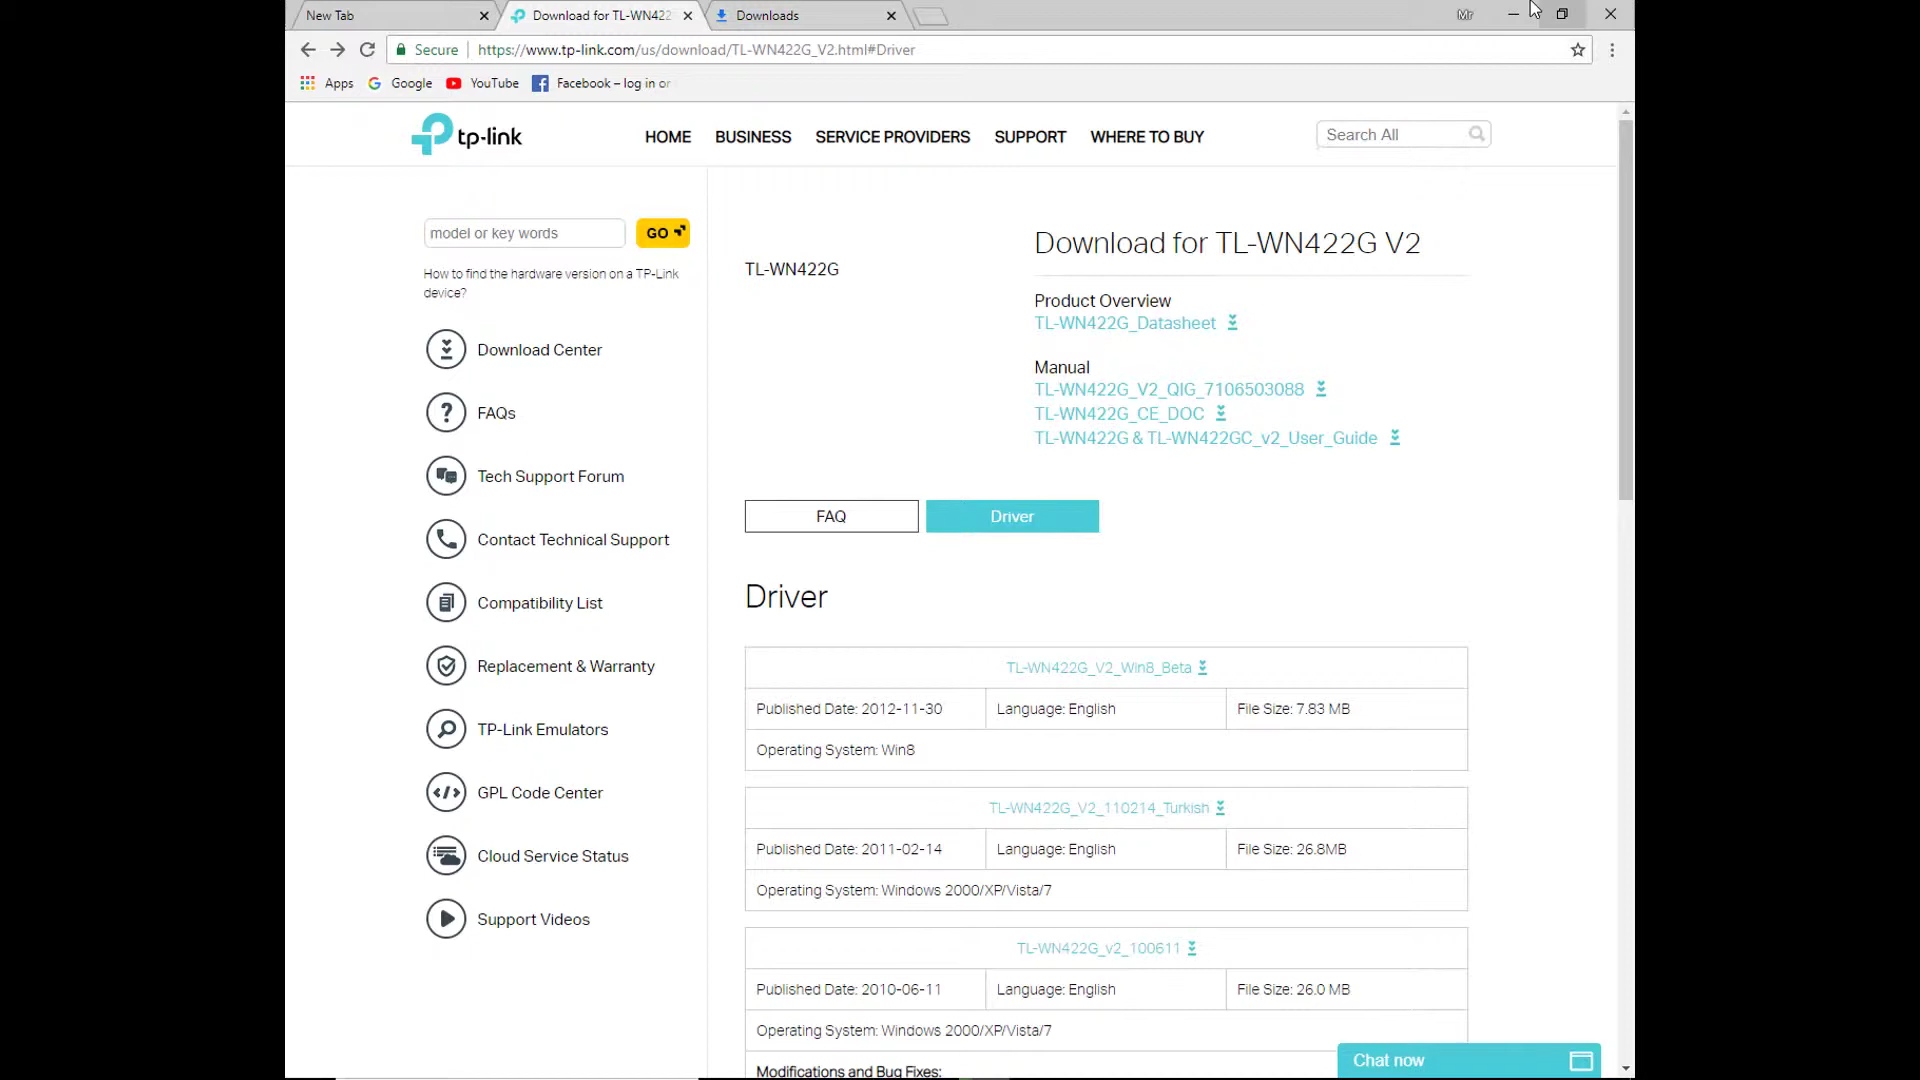 New Tab
Download for TL-WN422
Downloads
Mr
Secure
https://www.tp-link.com/us/download/TL-WN422G_V2.html#Driver
Apps
Google
YouTube
Facebook – log in or
tp-link
HOME
BUSINESS
SERVICE PROVIDERS
SUPPORT
WHERE TO BUY
Search All
model or key words
GO
How to find the hardware version on a TP-Link
device?
Download Center
FAQs
Tech Support Forum
Contact Technical Support
Compatibility List
Replacement & Warranty
TP-Link Emulators
GPL Code Center
Cloud Service Status
Support Videos
TL-WN422G
Download for TL-WN422G V2
Product Overview
TL-WN422G_Datasheet
Manual
TL-WN422G_V2_QIG_7106503088
TL-WN422G_CE_DOC
TL-WN422G & TL-WN422GC_v2_User_Guide
FAQ
Driver
Driver
TL-WN422G_V2_Win8_Beta
Published Date: 2012-11-30
Language: English
File Size: 7.83 MB
Operating System: Win8
TL-WN422G_V2_110214_Turkish
Published Date: 2011-02-14
Language: English
File Size: 26.8MB
Operating System: Windows 2000/XP/Vista/7
TL-WN422G_v2_100611
Published Date: 2010-06-11
Language: English
File Size: 26.0 MB
Operating System: Windows 2000/XP/Vista/7
Modifications and Bug Fixes:
Chat now